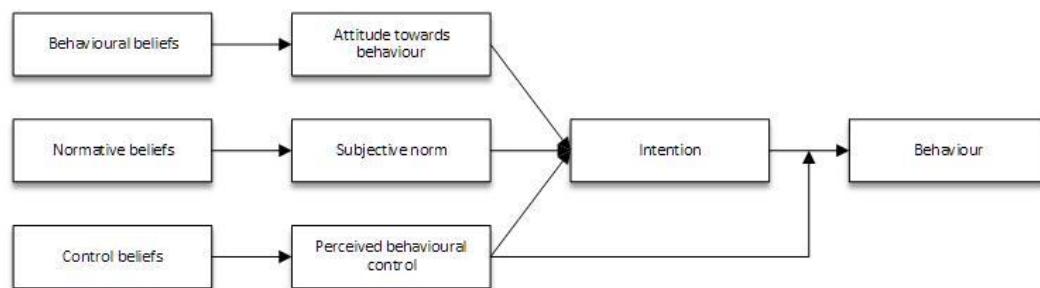 Behavioural beliefs
Attitude towards
behaviour
Normative beliefs
Subjective norm
Intention
Behaviour
Control beliefs
Perceived behavioural
control